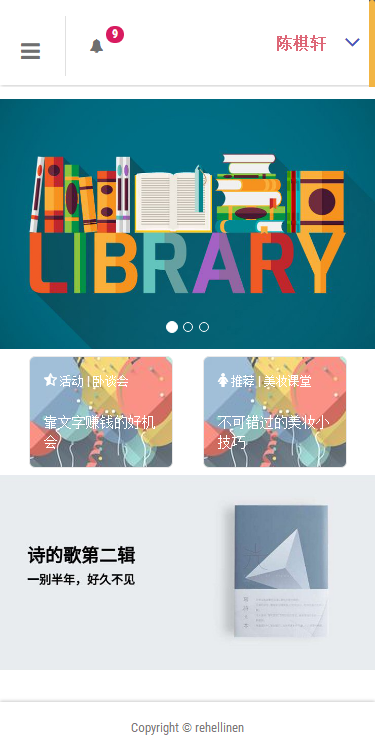 9
陈棋轩
LIBRARY
活动 | 卧谈会
推荐 | 美妆课堂
靠文字赚钱的好机
会
不可错过的美妆小
技巧
诗的歌第二辑
一别半年，好久不见
Copyright © rehellinen